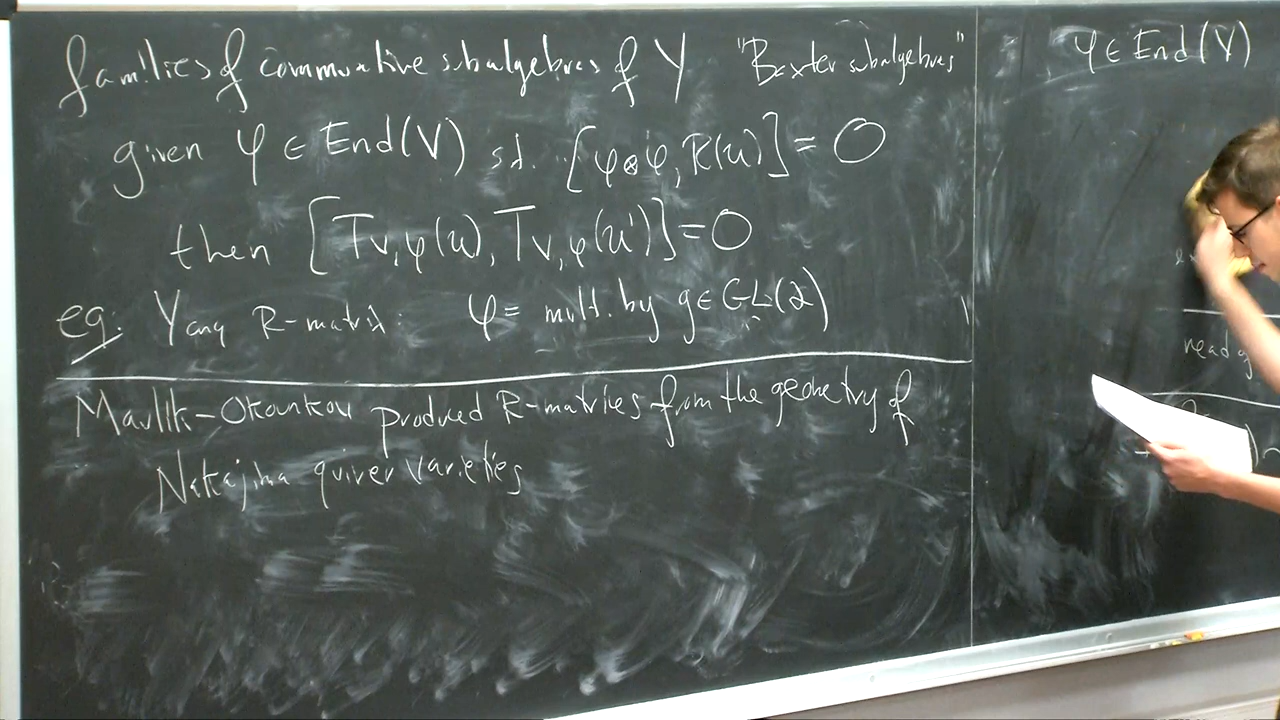 families of commutative subalgebras of Y "Baxter subalgebras"
given φ ∈ End(V) s.t. [φ⊗φ, R(u)] = 0
then [T_{V,φ}(u), T_{V,φ}(u')] = 0
eg: Yang R-matrix: φ = mult. by g ∈ GL(2)
Maulik-Okounkov produced R-matrices from the geometry of
Nakajima quiver varieties
φ ∈ End(V)
read